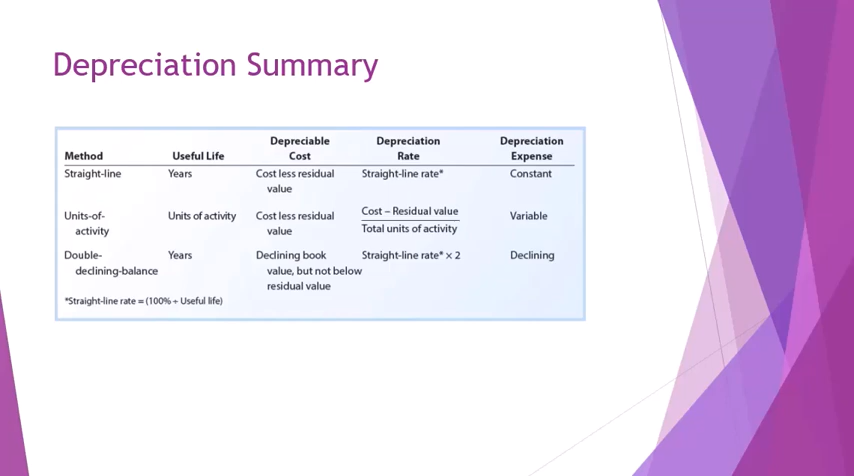 Depreciation Summary
Depreciable Depreciation Depreciation
Method Useful Life Cost Rate Expense
Straight-line Years Cost less residual Straight-line rate* Constant
value
Units-of- Units of activity Cost less residual Cost – Residual value Variable
activity value Total units of activity
Double- Years Declining book Straight-line rate* × 2 Declining
declining-balance value, but not below
residual value
*Straight-line rate = (100% ÷ Useful life)